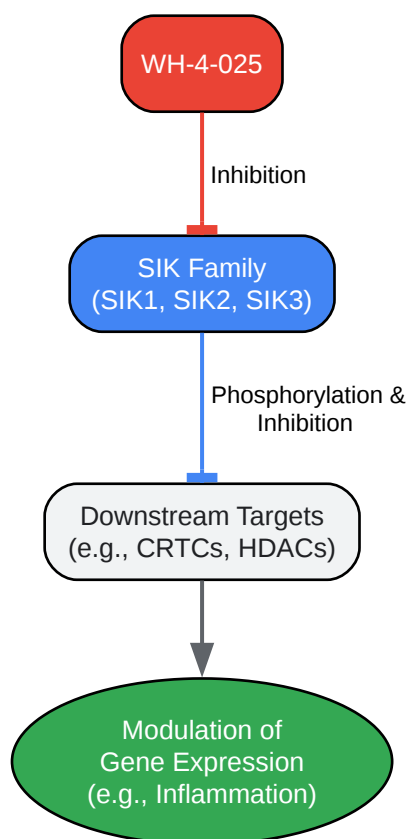 WH-4-025
Inhibition
SIK Family
(SIK1, SIK2, SIK3)
Phosphorylation &
Inhibition
Downstream Targets
(e.g., CRTCs, HDACs)
Modulation of
Gene Expression
(e.g., Inflammation)